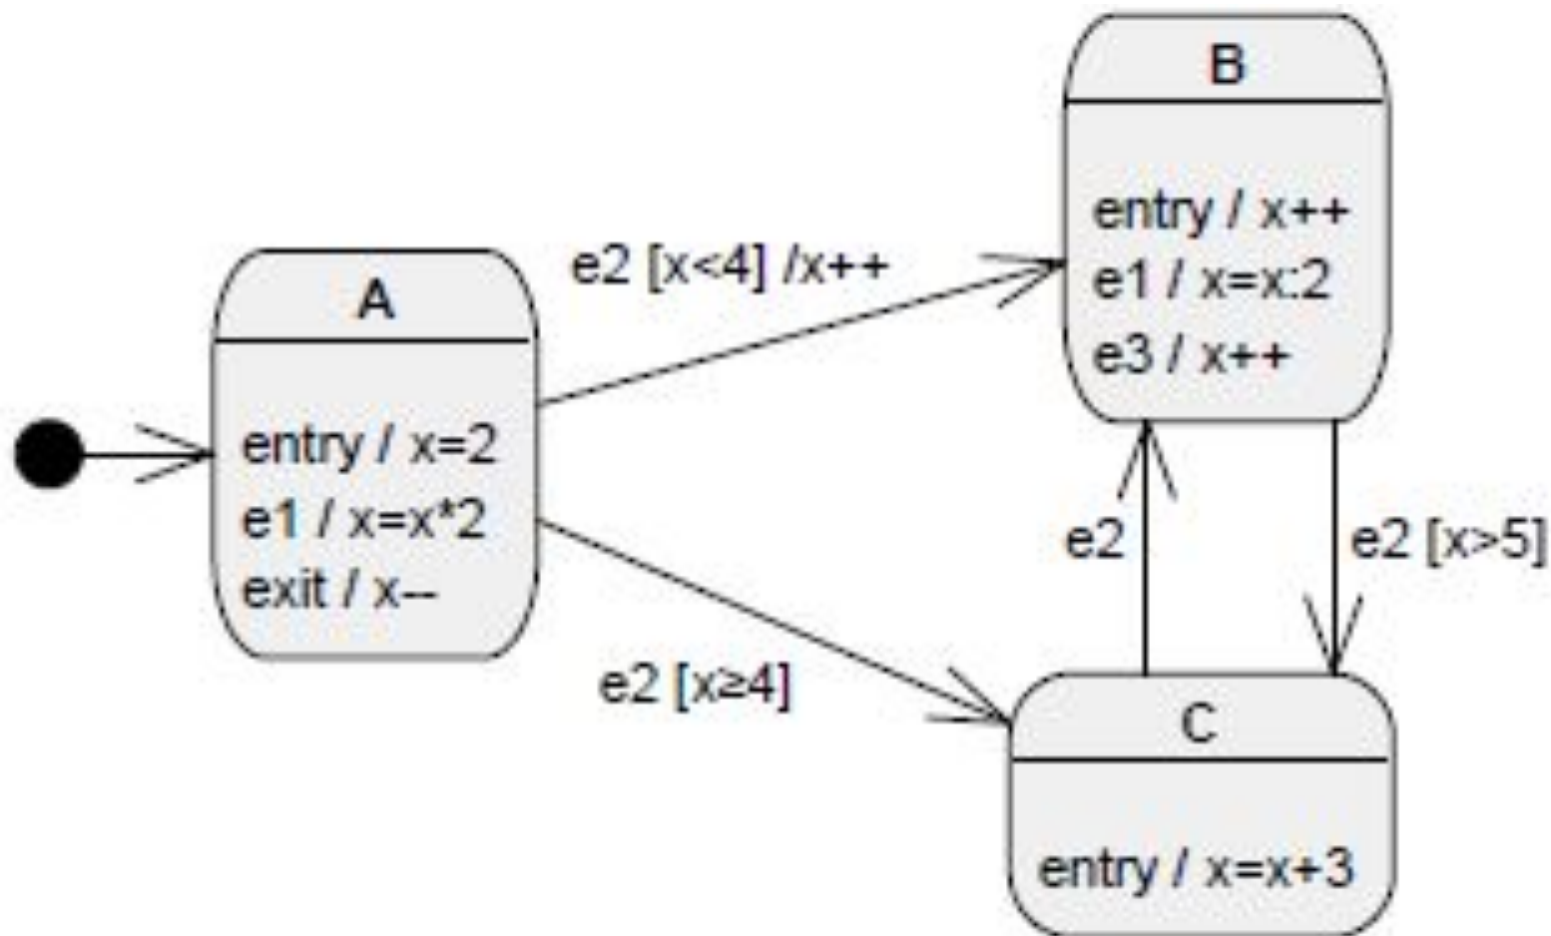 B
entry / x++
e1 / x=x:2
e3 / x++
e2 [x<4] /x++
A
entry / x=2
e1 / x=x*2
exit / x--
e2 [x≥4]
e2
e2 [x>5]
C
entry / x=x+3